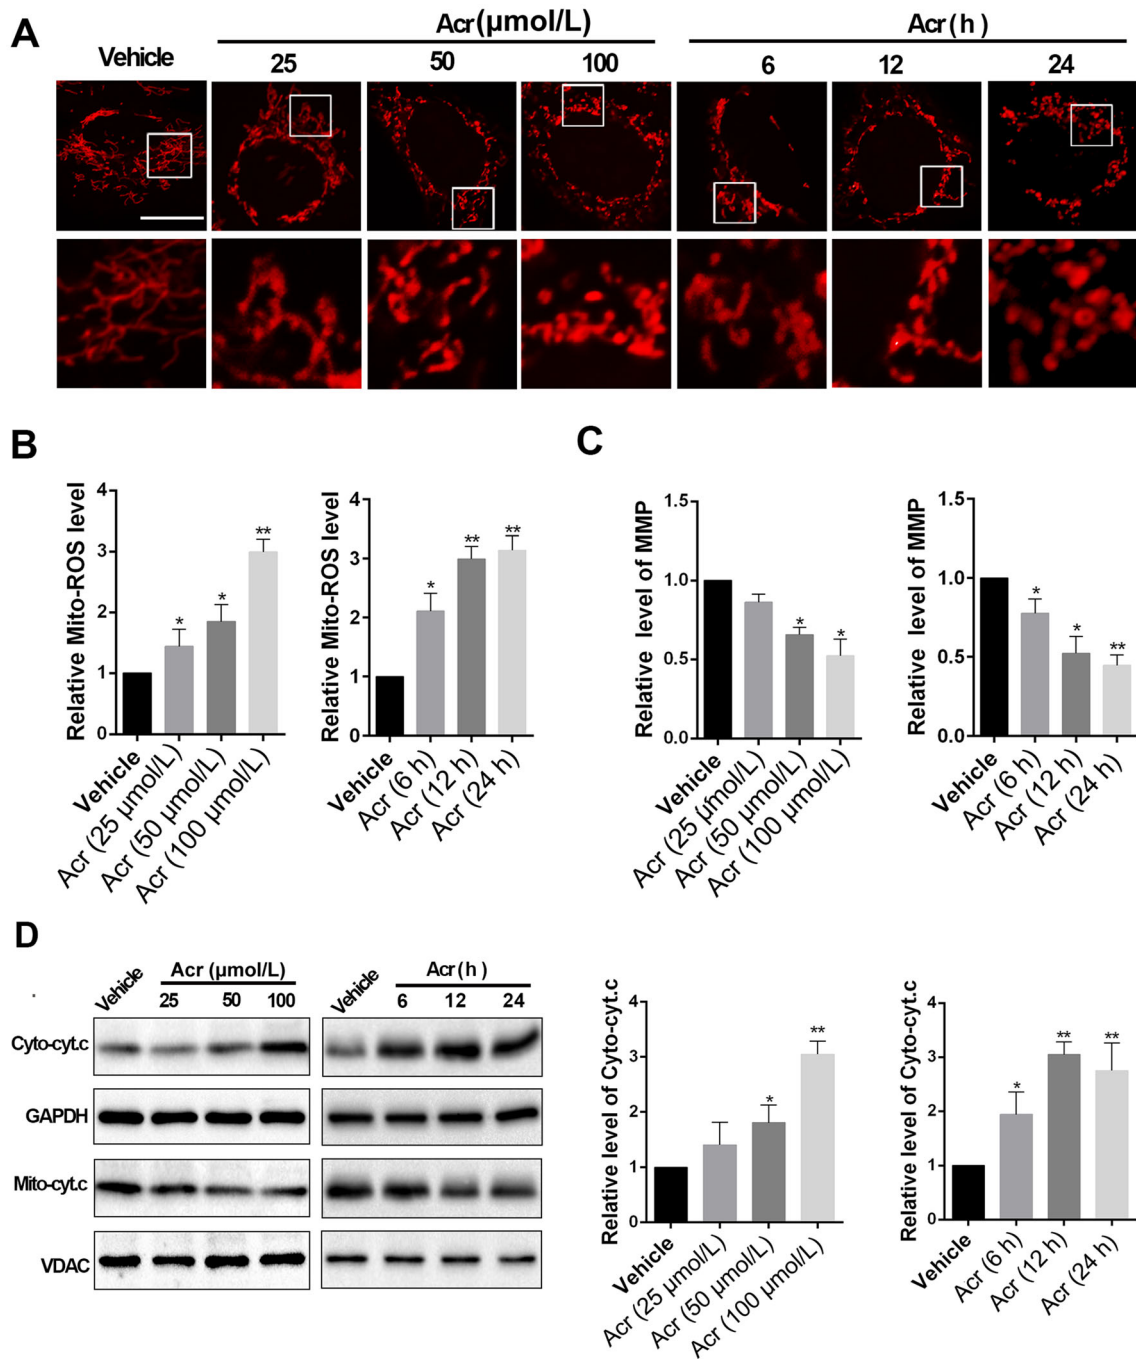 A
Acr(μmol/L)
Acr(h)
Vehicle
25
50
100
6
12
24
B
Relative Mito-ROS level
4
3
2
1
0
*
*
**
Vehicle
Acr (25 μmol/L)
Acr (50 μmol/L)
Acr (100 μmol/L)
Relative Mito-ROS level
4
3
2
1
0
*
**
**
Vehicle
Acr (6 h)
Acr (12 h)
Acr (24 h)
C
Relative level of MMP
1.5
1.0
0.5
0.0
*
*
Vehicle
Acr (25 μmol/L)
Acr (50 μmol/L)
Acr (100 μmol/L)
Relative level of MMP
1.5
1.0
0.5
0.0
*
*
**
Vehicle
Acr (6 h)
Acr (12 h)
Acr (24 h)
D
Vehicle
Acr (μmol/L)
25
50
100
Vehicle
Acr(h)
6
12
24
Cyto-cyt.c
GAPDH
Mito-cyt.c
VDAC
Relative level of Cyto-cyt.c
4
3
2
1
0
*
**
Vehicle
Acr (25 μmol/L)
Acr (50 μmol/L)
Acr (100 μmol/L)
Relative level of Cyto-cyt.c
4
3
2
1
0
*
**
**
Vehicle
Acr (6 h)
Acr (12 h)
Acr (24 h)